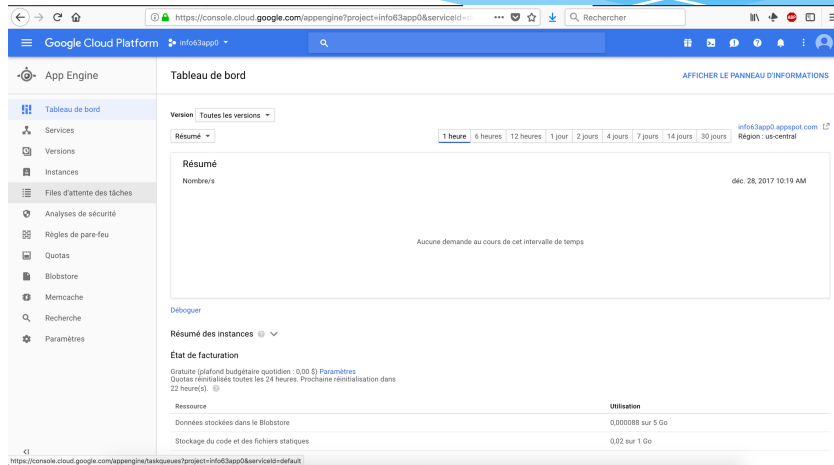 https://console.cloud.google.com/appengine?project=info63app0&serviceId=d
Rechercher
Google Cloud Platform
info63app0
App Engine
Tableau de bord
AFFICHER LE PANNEAU D'INFORMATIONS
Tableau de bord
Services
Versions
Instances
Files d'attente des tâches
Analyses de sécurité
Règles de pare-feu
Quotas
Blobstore
Memcache
Recherche
Paramètres
Version Toutes les versions
Résumé
1 heure 6 heures 12 heures 1 jour 2 jours 4 jours 7 jours 14 jours 30 jours
info63app0.appspot.com
Région : us-central
Résumé
Nombre/s
déc. 28, 2017 10:19 AM
Aucune demande au cours de cet intervalle de temps
Déboguer
Résumé des instances
État de facturation
Gratuite (plafond budgétaire quotidien : 0,00 $) Paramètres
Quotas réinitialisés toutes les 24 heures. Prochaine réinitialisation dans
22 heure(s).
Ressource Utilisation
Données stockées dans le Blobstore 0,000088 sur 5 Go
Stockage du code et des fichiers statiques 0,02 sur 1 Go
https://console.cloud.google.com/appengine/taskqueues?project=info63app0&serviceId=default